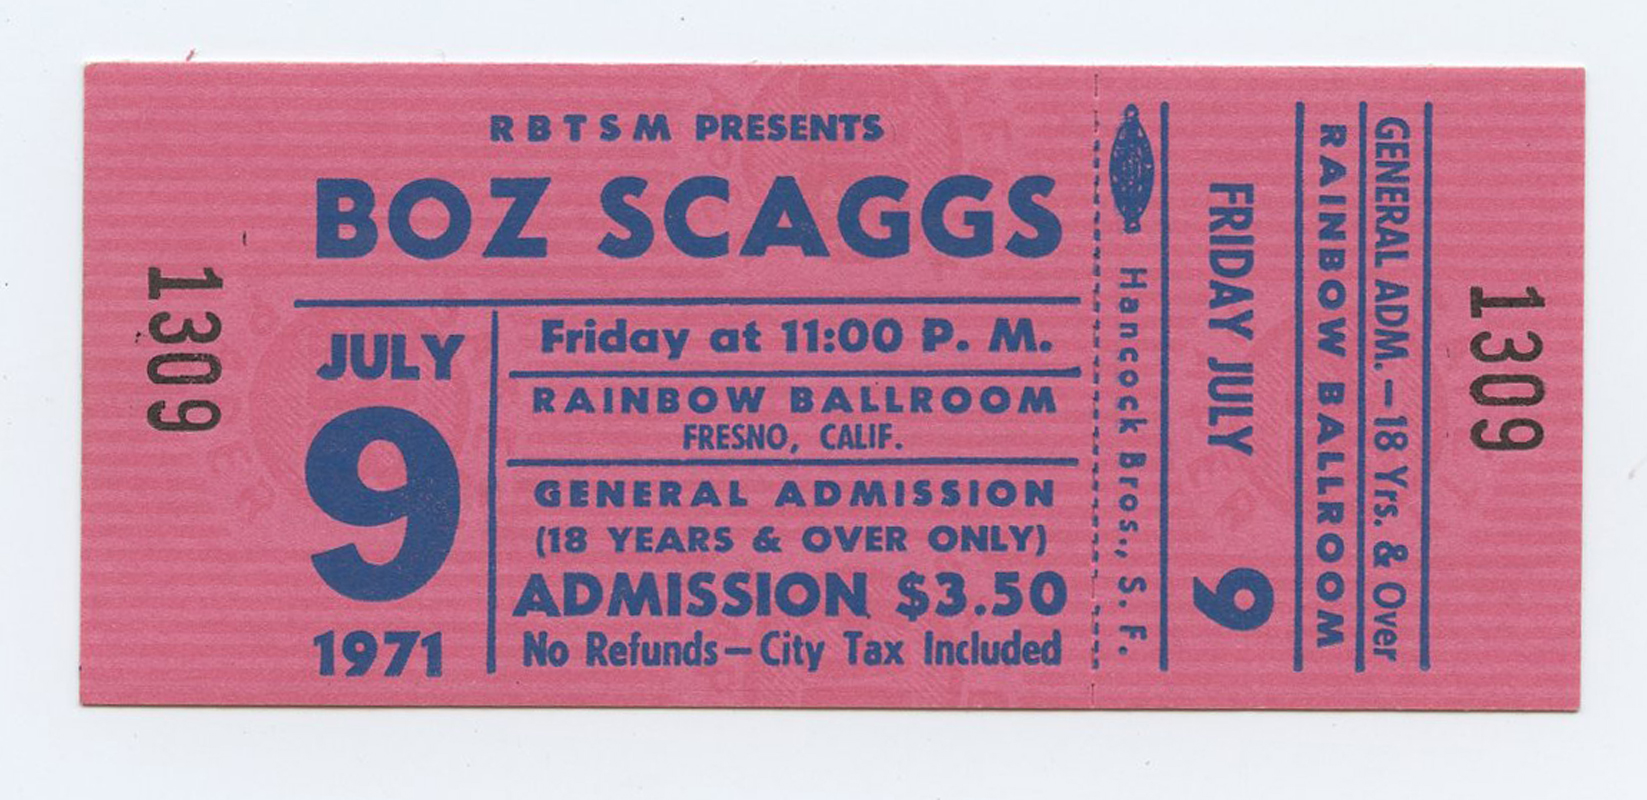 1309
RBTSM PRESENTS
BOZ SCAGGS
JULY
9
1971
Friday at 11:00 P. M.
RAINBOW BALLROOM
FRESNO, CALIF.
GENERAL ADMISSION
(18 YEARS & OVER ONLY)
ADMISSION $3.50
No Refunds—City Tax Included
Hancock Bros., S. F.
FRIDAY JULY 9
RAINBOW BALLROOM
GENERAL ADM.—18 Yrs. & Over
1309